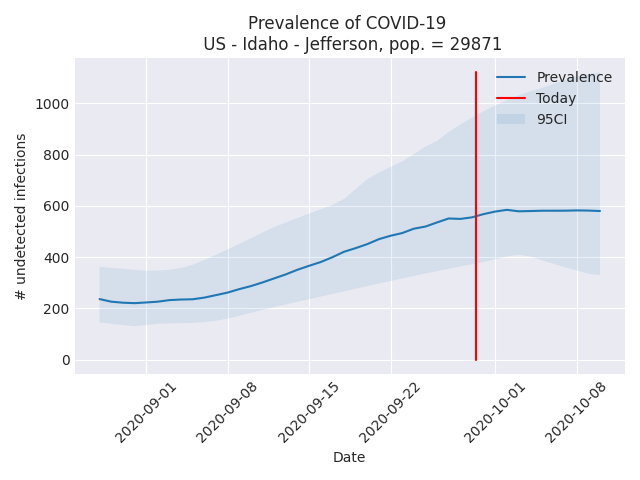 Prevalence of COVID-19
US - Idaho - Jefferson, pop. = 29871
Prevalence
Today
95CI
1000
800
600
400
200
0
# undetected infections
2020-09-01
2020-09-08
2020-09-15
2020-09-22
2020-10-01
2020-10-08
Date